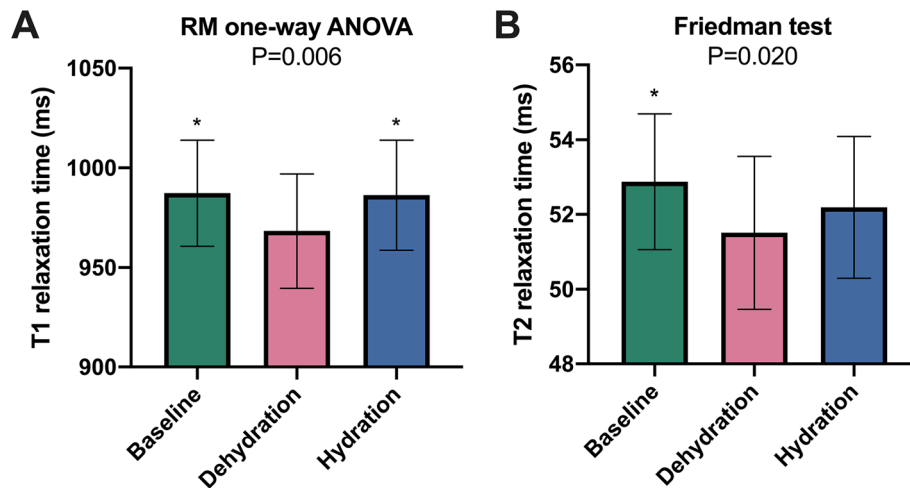 A
RM one-way ANOVA
P=0.006
T1 relaxation time (ms)
1050
1000
950
900
*
*
Baseline
Dehydration
Hydration
B
Friedman test
P=0.020
T2 relaxation time (ms)
56
54
52
50
48
*
Baseline
Dehydration
Hydration